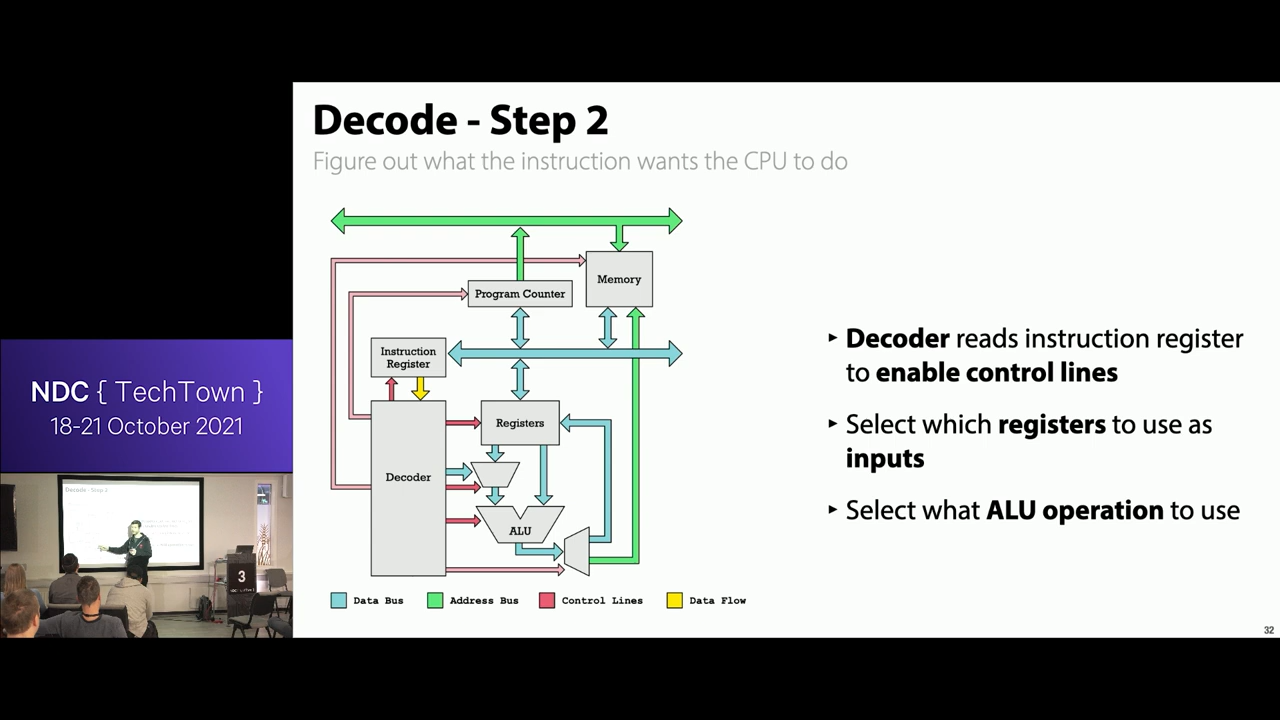 Decode - Step 2
Figure out what the instruction wants the CPU to do
Memory
Program Counter
Instruction
Register
Registers
Decoder
ALU
Data Bus
Address Bus
Control Lines
Data Flow
‣ Decoder reads instruction register
to enable control lines
‣ Select which registers to use as
inputs
‣ Select what ALU operation to use
32
NDC { TechTown }
18-21 October 2021
Decode - Step 2
3